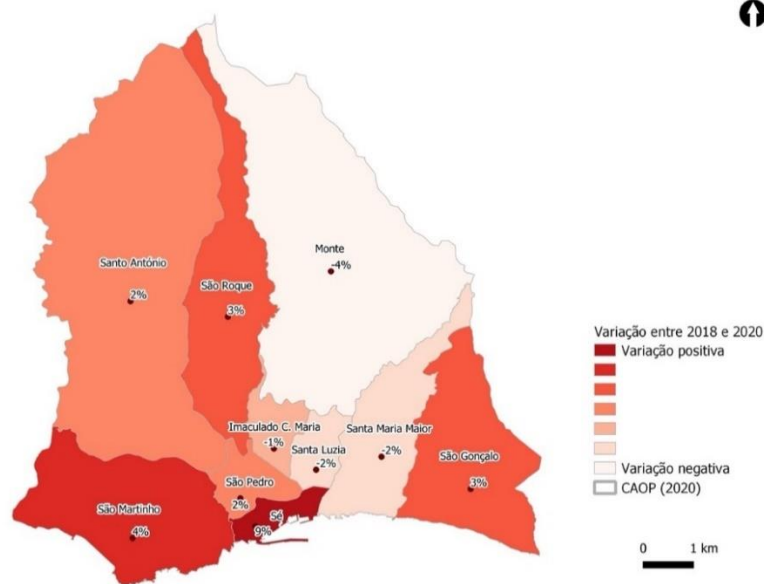 Monte
-4%
Santo António
2%
São Roque
3%
Imaculado C. Maria
-1%
Santa Maria Maior
-2%
Santa Luzia
-2%
São Gonçalo
3%
São Pedro
2%
São Martinho
4%
Sé
9%
Variação entre 2018 e 2020
Variação positiva
Variação negativa
CAOP (2020)
0 1 km